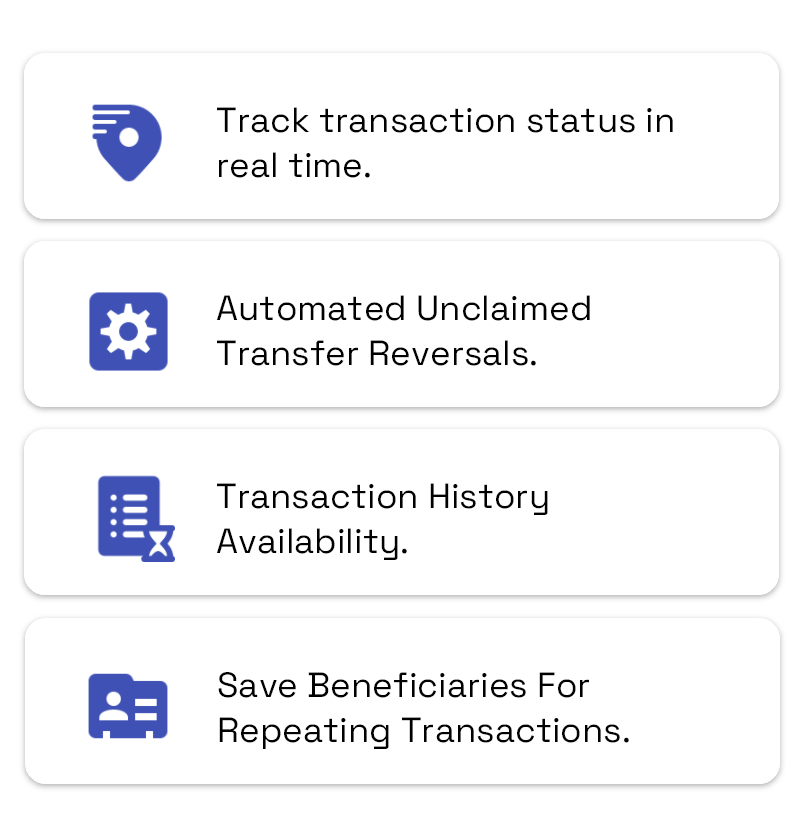 Track transaction status in
real time.
Automated Unclaimed
Transfer Reversals.
Transaction History
Availability.
Save Beneficiaries For
Repeating Transactions.